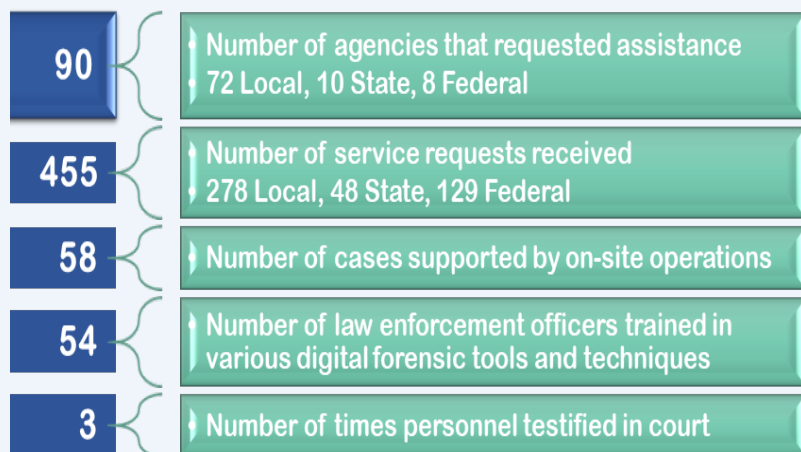 90
Number of agencies that requested assistance
72 Local, 10 State, 8 Federal
455
Number of service requests received
278 Local, 48 State, 129 Federal
58
Number of cases supported by on-site operations
54
Number of law enforcement officers trained in
various digital forensic tools and techniques
3
Number of times personnel testified in court